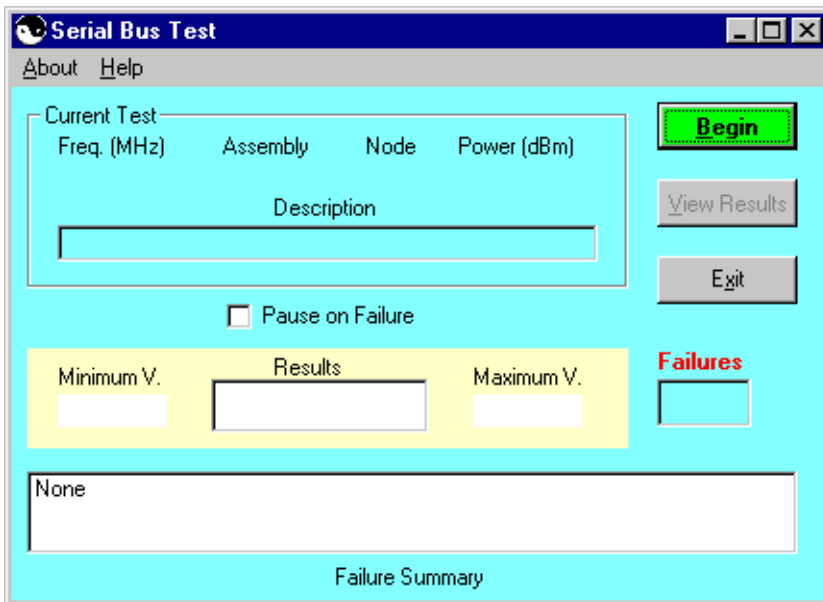 Serial Bus Test
About Help
Current Test
Freq. (MHz) Assembly Node Power (dBm)
Description
Begin
View Results
Exit
Pause on Failure
Minimum V. Results Maximum V.
Failures
None
Failure Summary